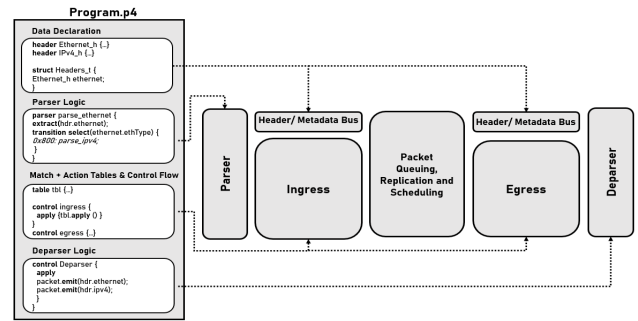 Program.p4
Data Declaration
header Ethernet_h {..}
header IPv4_h {..}
struct Headers_t {
Ethernet_h ethernet;
}
Parser Logic
parser parse_ethernet {
extract(hdr.ethernet);
transition select(ethernet.ethType) {
0x800: parse_ipv4;
}
}
Match + Action Tables & Control Flow
table tbl {..}
control ingress {
apply {tbl.apply () }
}
control egress {..}
Deparser Logic
control Deparser {
apply
packet.emit(hdr.ethernet);
packet.emit(hdr.ipv4);
}
}
Parser
Header/ Metadata Bus
Ingress
Packet
Queuing,
Replication and
Scheduling
Header/ Metadata Bus
Egress
Deparser